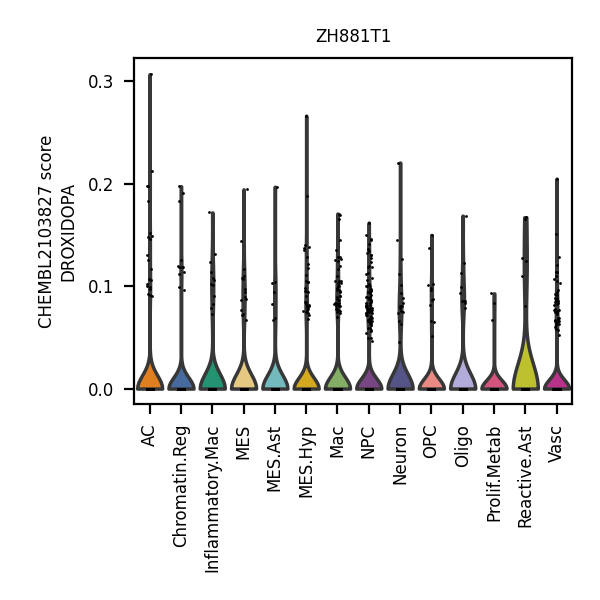 ZH881T1
CHEMBL2103827 score
DROXIDOPA
0.3
0.2
0.1
0.0
AC
Chromatin.Reg
Inflammatory.Mac
MES
MES.Ast
MES.Hyp
Mac
NPC
Neuron
OPC
Oligo
Prolif.Metab
Reactive.Ast
Vasc